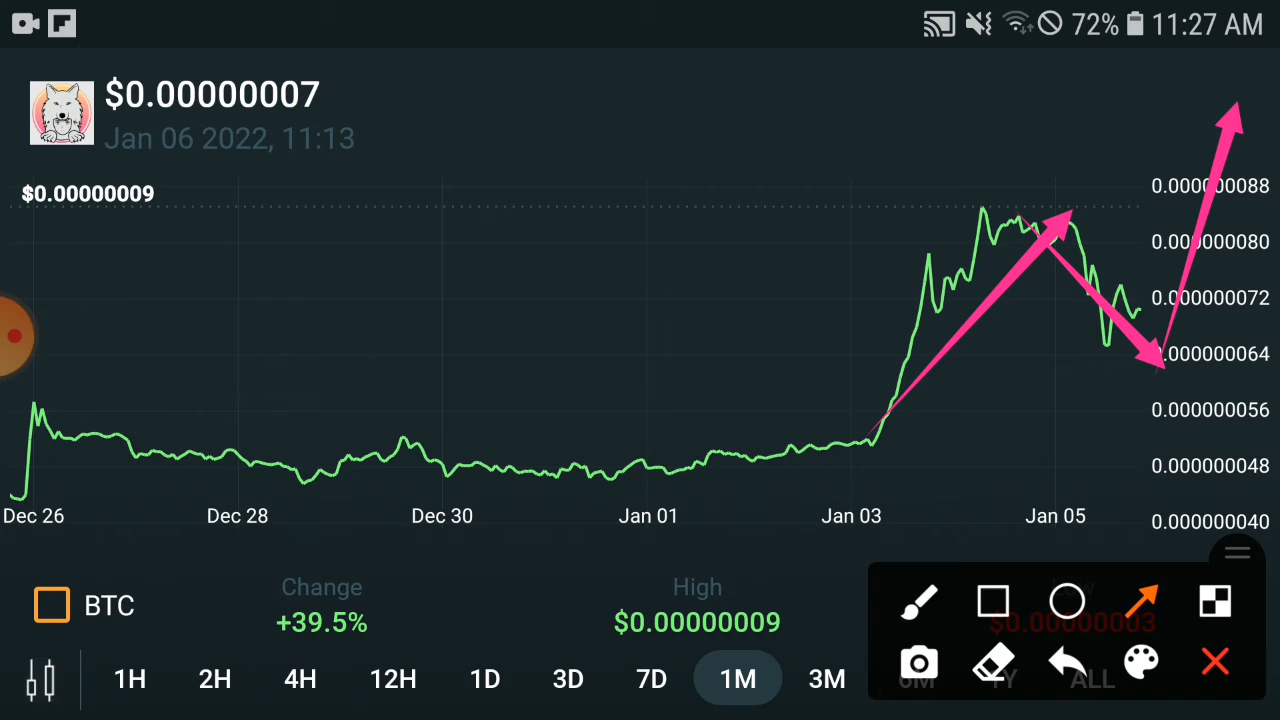 72% 11:27 AM
$0.00000007
Jan 06 2022, 11:13
$0.00000009
0.000000088
0.000000080
0.000000072
0.000000064
0.000000056
0.000000048
0.000000040
Dec 26 Dec 28 Dec 30 Jan 01 Jan 03 Jan 05
BTC
Change High
+39.5% $0.00000009 $0.00000003
1H 2H 4H 12H 1D 3D 7D 1M 3M 6M 1Y ALL